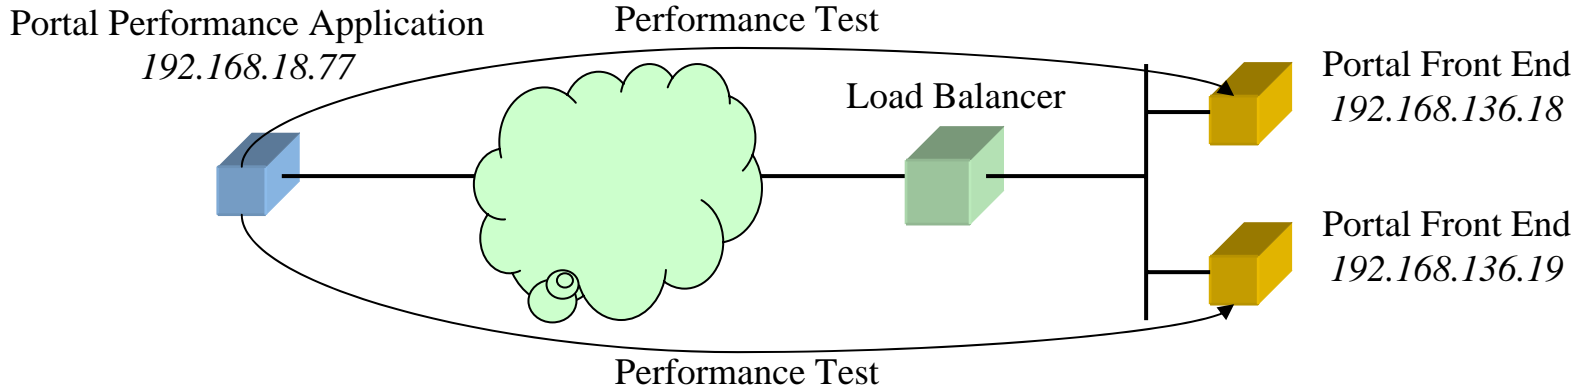 Portal Performance Application
192.168.18.77
Performance Test
Load Balancer
Portal Front End
192.168.136.18
Portal Front End
192.168.136.19
Performance Test